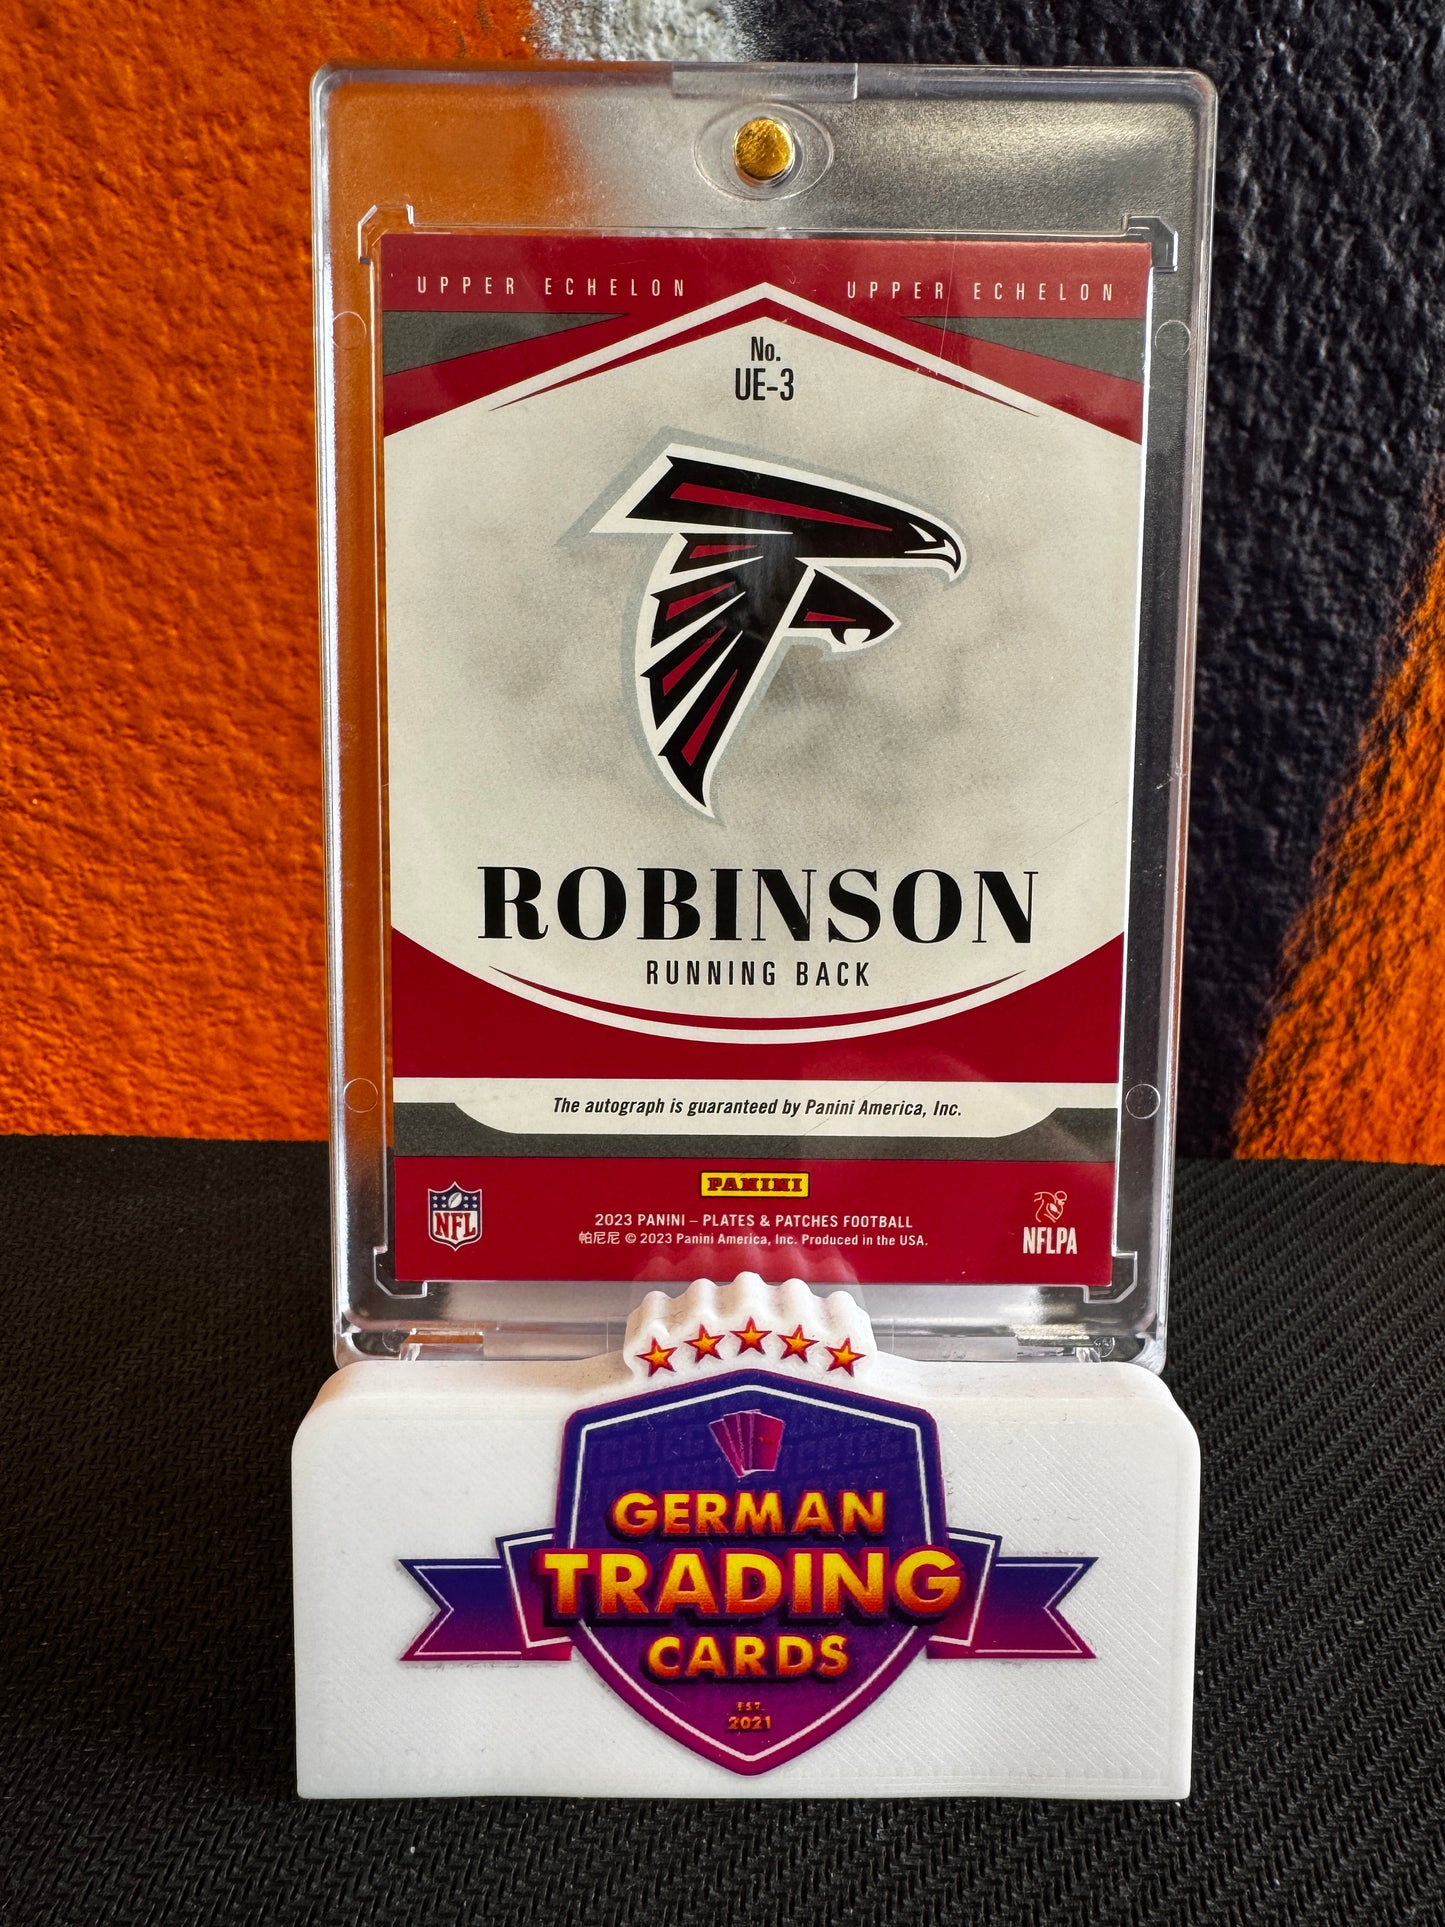 UPPER ECHELON UPPER ECHELON
No.
UE-3
ROBINSON
RUNNING BACK
The autograph is guaranteed by Panini America, Inc.
PANINI
NFL
2023 PANINI – PLATES & PATCHES FOOTBALL
帕尼尼 © 2023 Panini America, Inc. Produced in the USA.
NFLPA
GERMAN
TRADING
CARDS
EST.
2021